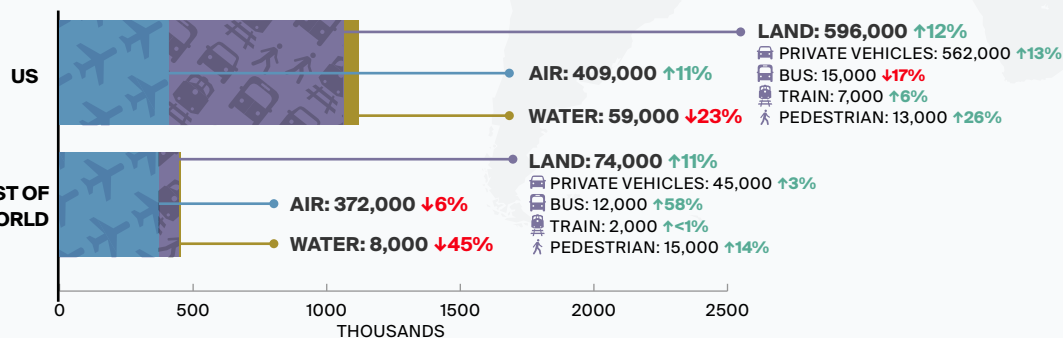 LAND: 596,000 ↑12%
PRIVATE VEHICLES: 562,000 ↑13%
US
AIR: 409,000 ↑11%
BUS: 15,000 ↓17%
TRAIN: 7,000 ↑6%
WATER: 59,000 ↓23%
PEDESTRIAN: 13,000 ↑26%
LAND: 74,000 ↑11%
PRIVATE VEHICLES: 45,000 ↑3%
ST OF
ORLD
AIR: 372,000 ↓6%
BUS: 12,000 ↑58%
TRAIN: 2,000 ↑<1%
WATER: 8,000 ↓45%
PEDESTRIAN: 15,000 ↑14%
0 500 1000 1500 2000 2500
THOUSANDS